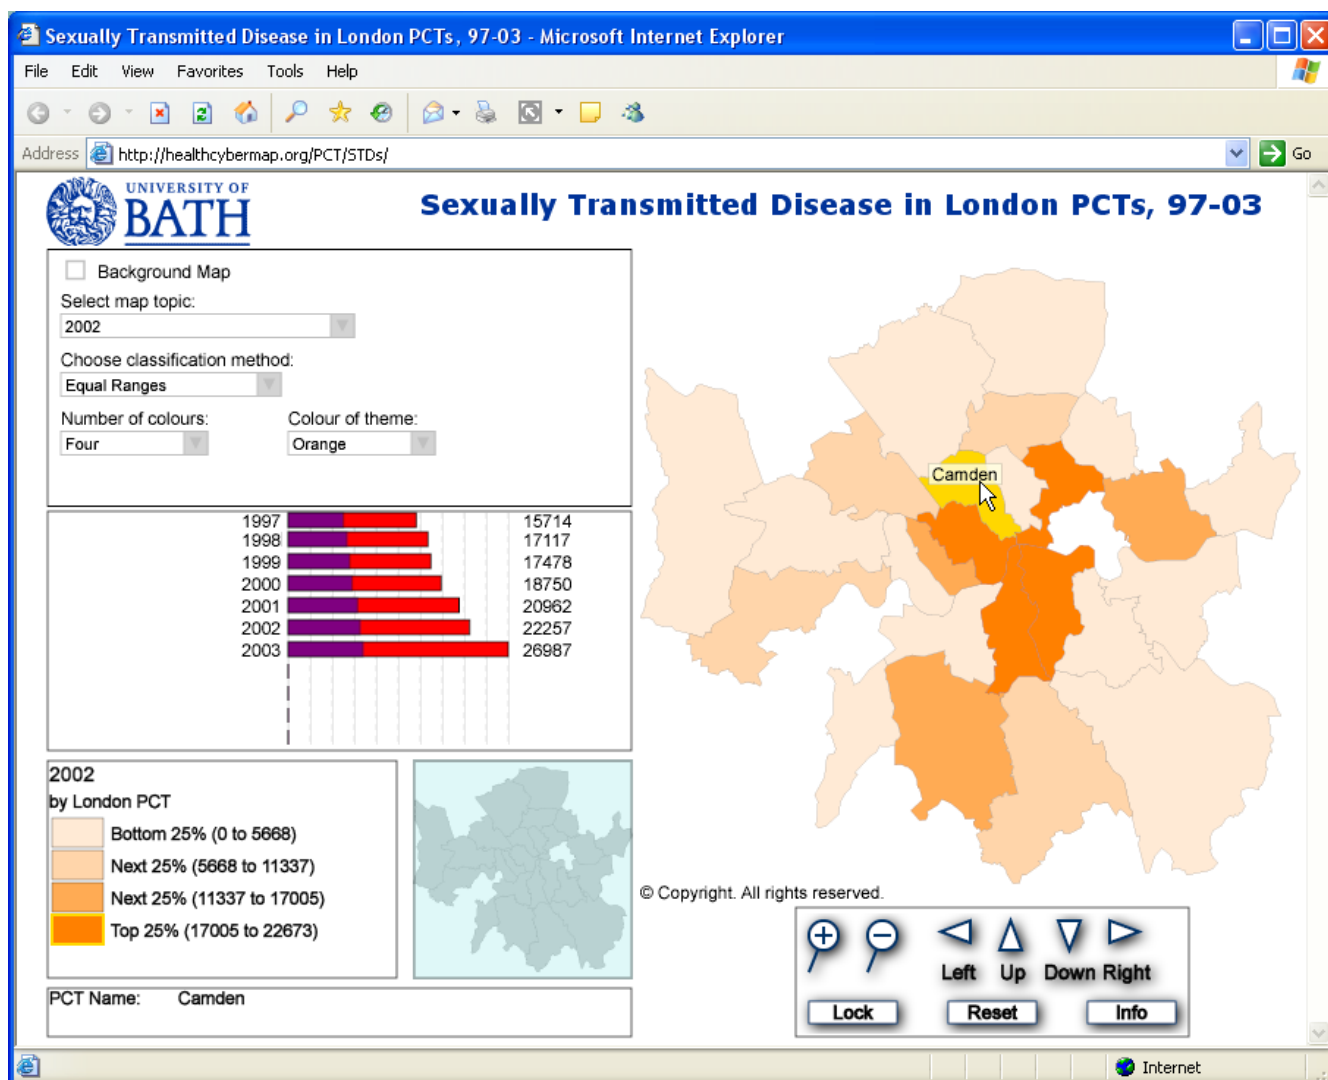 Sexually Transmitted Disease in London PCTs, 97-03 - Microsoft Internet Explorer
File Edit View Favorites Tools Help
Address http://healthcybermap.org/PCT/STDs/ Go
UNIVERSITY OF
BATH
Sexually Transmitted Disease in London PCTs, 97-03
Background Map
Select map topic:
2002
Choose classification method:
Equal Ranges
Number of colours: Colour of theme:
Four Orange
Camden
1997 15714
1998 17117
1999 17478
2000 18750
2001 20962
2002 22257
2003 26987
2002
by London PCT
Bottom 25% (0 to 5668)
Next 25% (5668 to 11337)
Next 25% (11337 to 17005)
Top 25% (17005 to 22673)
© Copyright. All rights reserved.
Left Up Down Right
Lock Reset Info
PCT Name: Camden
Internet